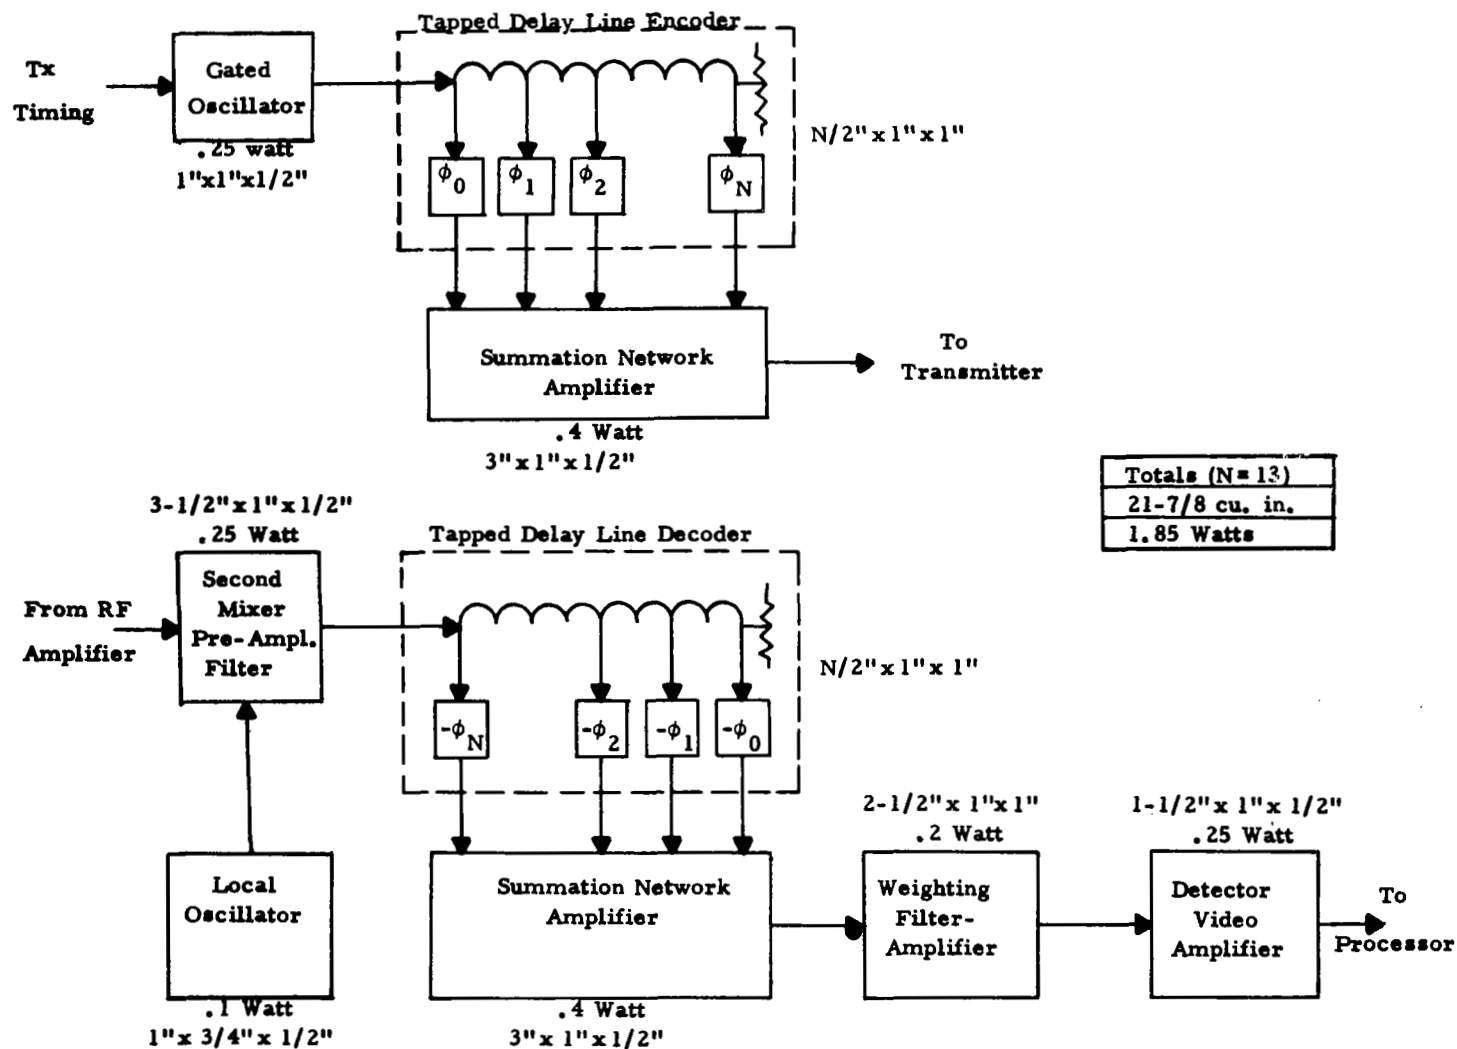 Tapped Delay Line Encoder
Tx
Timing
Gated
Oscillator
.25 watt
1"x1"x1/2"
ϕ0
ϕ1
ϕ2
ϕN
N/2"x1"x1"
Summation Network
Amplifier
.4 Watt
3"x1"x1/2"
To
Transmitter
Totals (N=13)
21-7/8 cu. in.
1.85 Watts
3-1/2"x1"x1/2"
.25 Watt
Second
Mixer
Pre-Ampl.
Filter
From RF
Amplifier
Tapped Delay Line Decoder
-ϕN
-ϕ2
-ϕ1
-ϕ0
N/2"x1"x1"
Local
Oscillator
.1 Watt
1"x3/4"x1/2"
Summation Network
Amplifier
.4 Watt
3"x1"x1/2"
2-1/2"x1"x1"
.2 Watt
Weighting
Filter-
Amplifier
1-1/2"x1"x1/2"
.25 Watt
Detector
Video
Amplifier
To
Processor